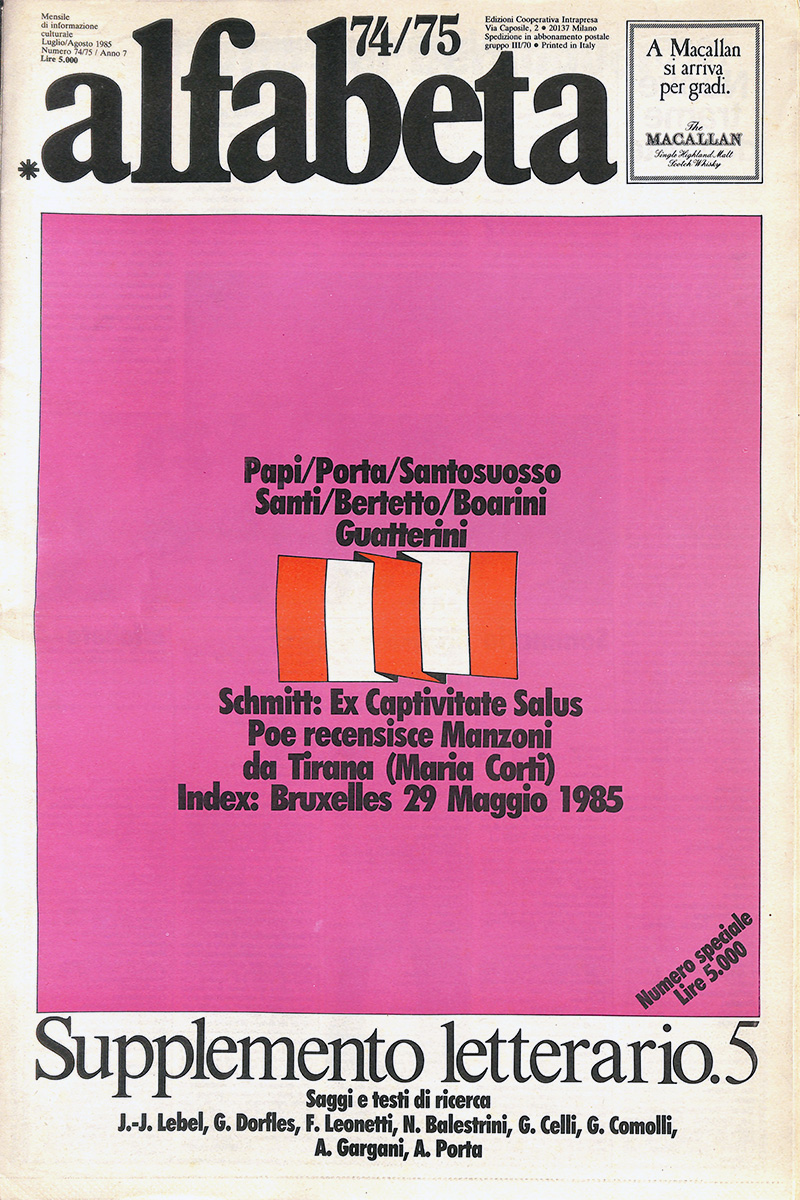 Mensile
di informazione
culturale
Luglio/Agosto 1985
Numero 74/75 / Anno 7
Lire 5.000
74/75
Edizioni Cooperativa Intrapresa
Via Caposile, 2 • 20137 Milano
Spedizione in abbonamento postale
gruppo III/70 • Printed in Italy
*alfabeta
A Macallan
si arriva
per gradi.
The
MACALLAN
Single Highland Malt
Scotch Whisky
Papi/Porta/Santosuosso
Santi/Bertetto/Boarini
Guatterini
Schmitt: Ex Captivitate Salus
Poe recensisce Manzoni
da Tirana (Maria Corti)
Index: Bruxelles 29 Maggio 1985
Numero speciale
Lire 5.000
Supplemento letterario.5
Saggi e testi di ricerca
J.-J. Lebel, G. Dorfles, F. Leonetti, N. Balestrini, G. Celli, G. Comolli,
A. Gargani, A. Porta